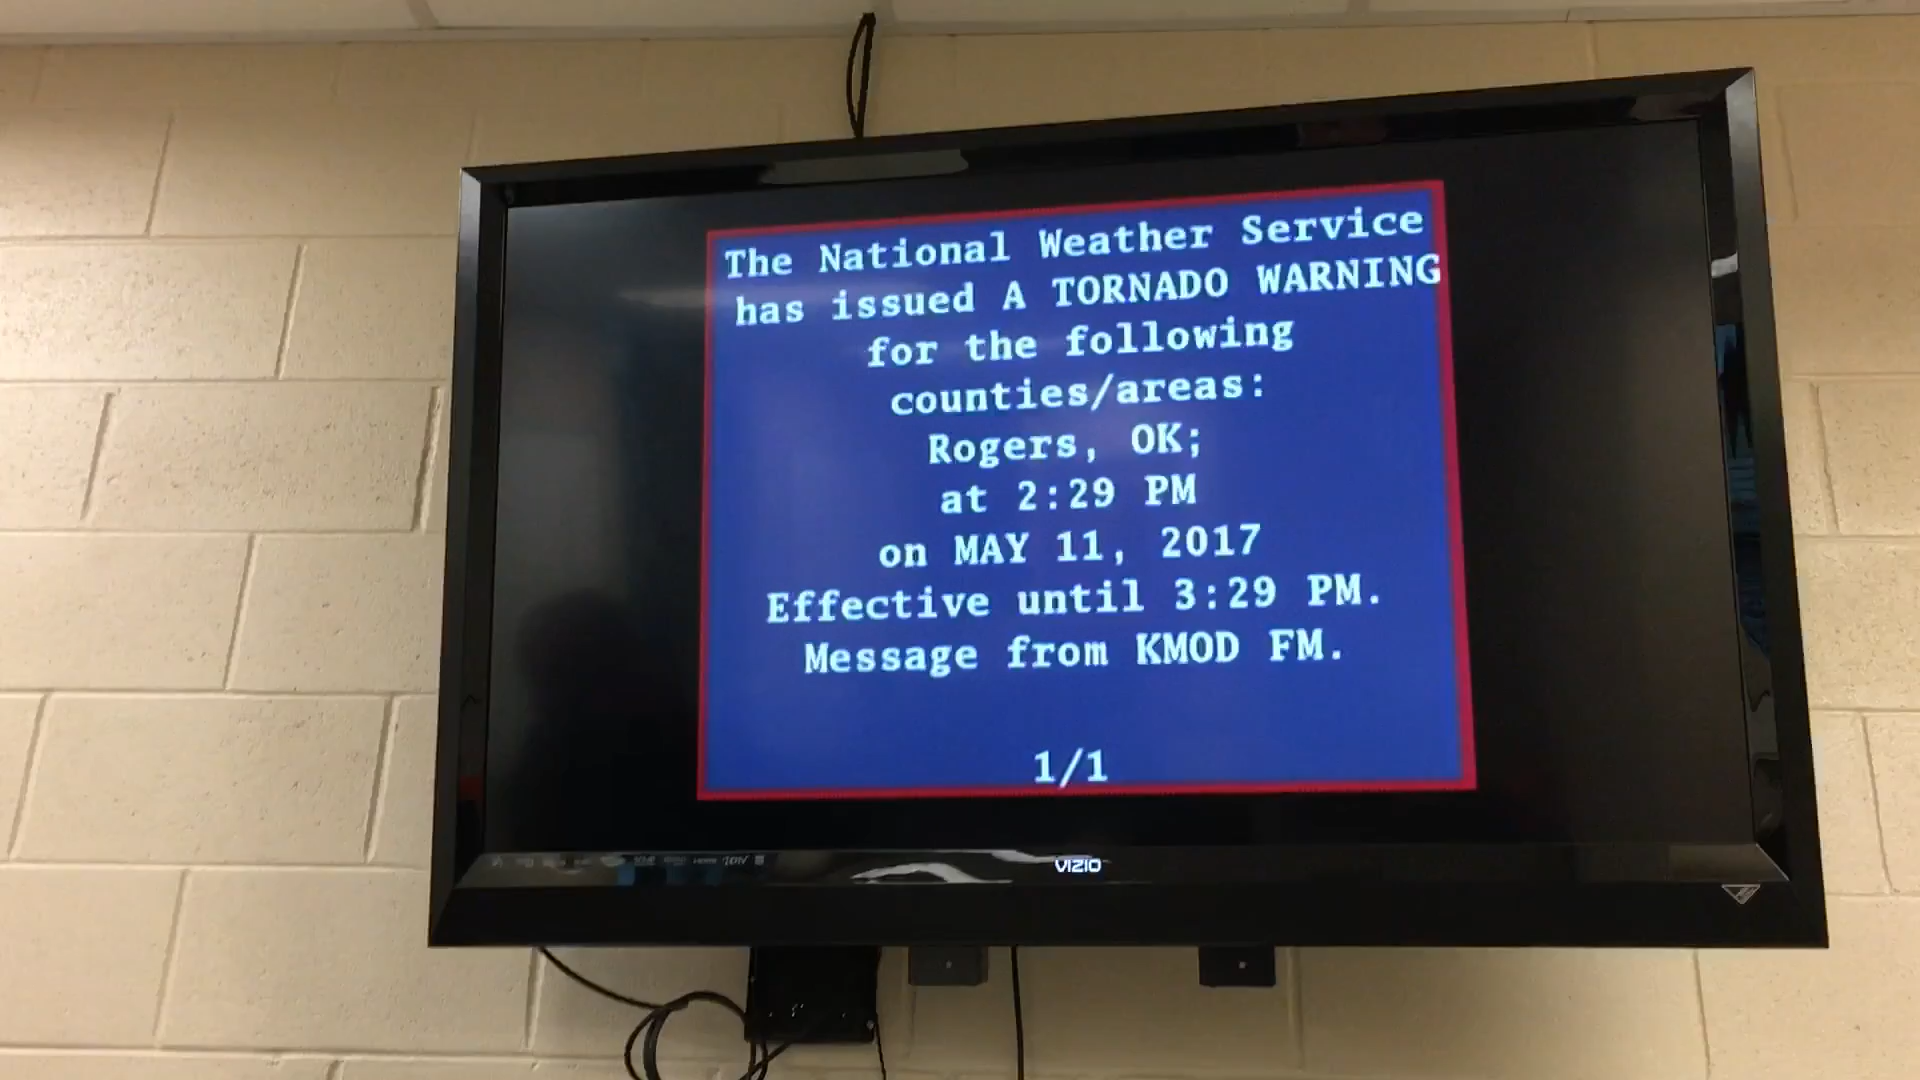 The National Weather Service
has issued A TORNADO WARNING
for the following
counties/areas:
Rogers, OK;
at 2:29 PM
on MAY 11, 2017
Effective until 3:29 PM.
Message from KMOD FM.
1/1
VIZIO